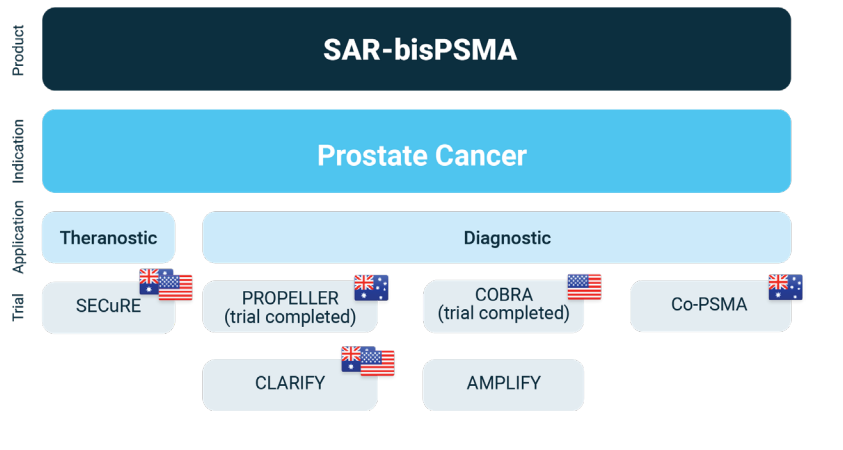 Product
SAR-bisPSMA
Indication
Prostate Cancer
Application
Theranostic
Diagnostic
Trial
SECuRE
PROPELLER
(trial completed)
COBRA
(trial completed)
Co-PSMA
CLARIFY
AMPLIFY